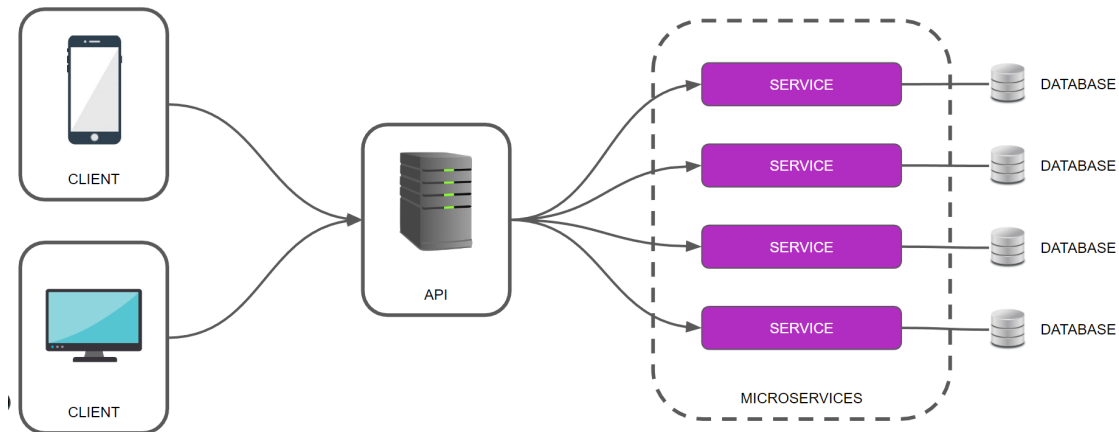 CLIENT
CLIENT
API
SERVICE
SERVICE
SERVICE
SERVICE
MICROSERVICES
DATABASE
DATABASE
DATABASE
DATABASE